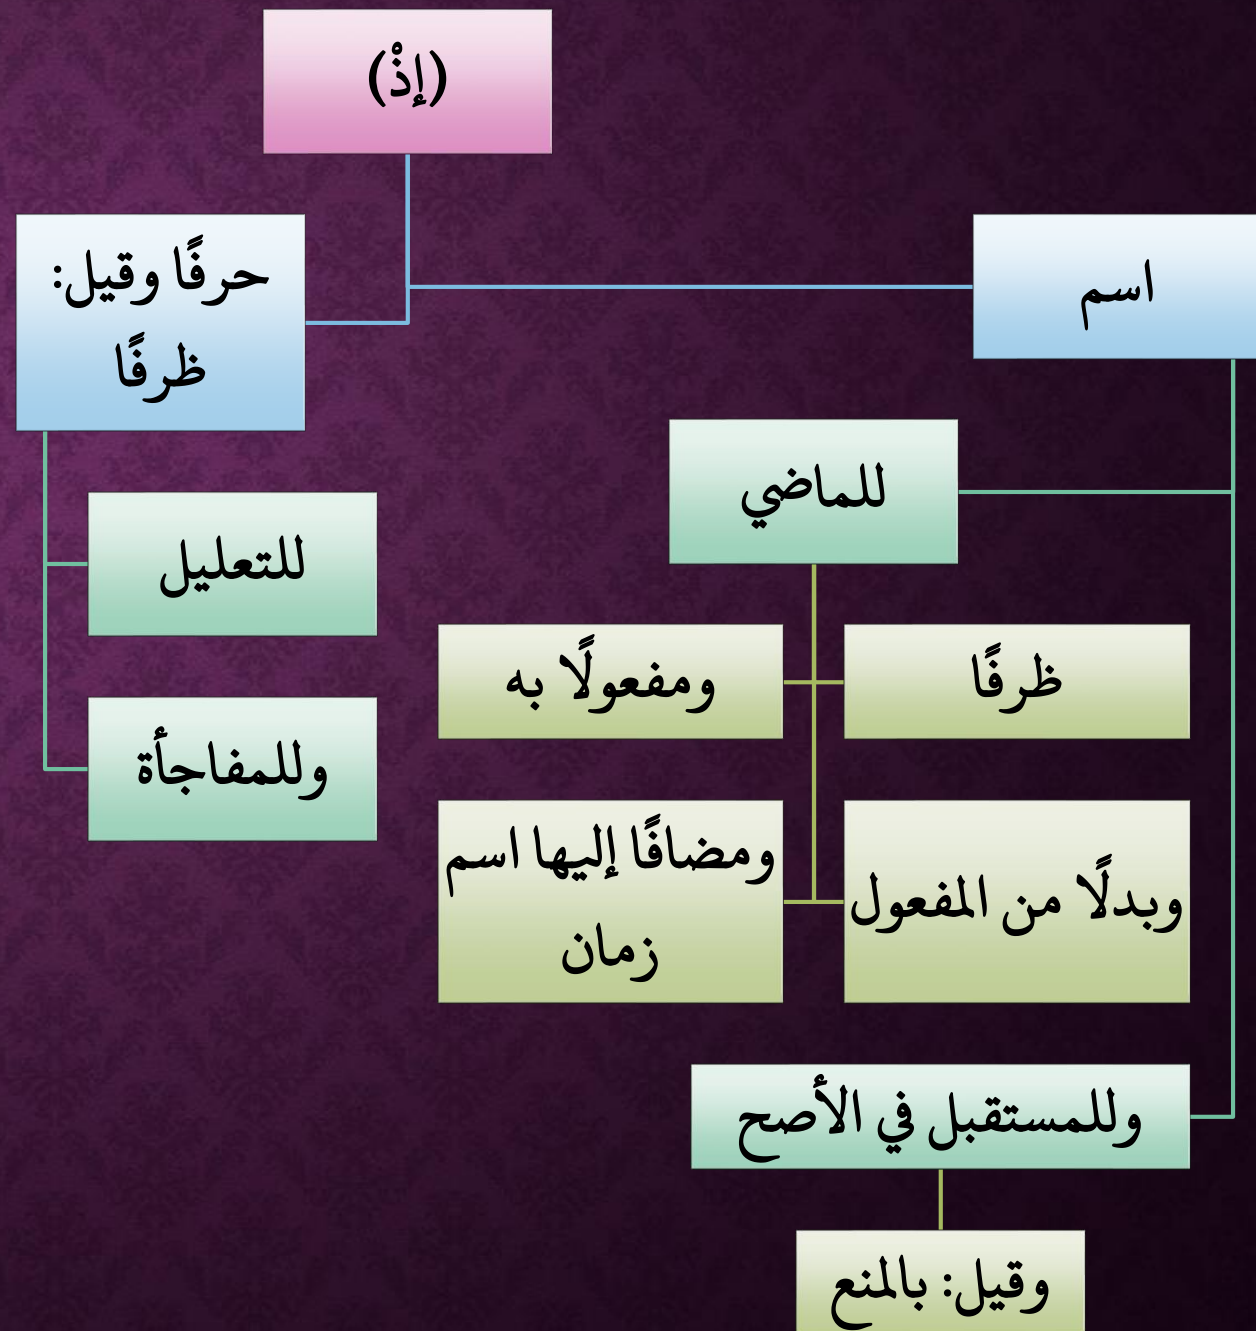 (إذْ)
اسم
للماضي
ظرفًا
ومفعولًا به
وبدلًا من المفعول
ومضافًا إليها اسم
زمان
وللمستقبل في الأصح
وقيل: بالمنع
حرفًا وقيل:
ظرفًا
للتعليل
وللمفاجأة